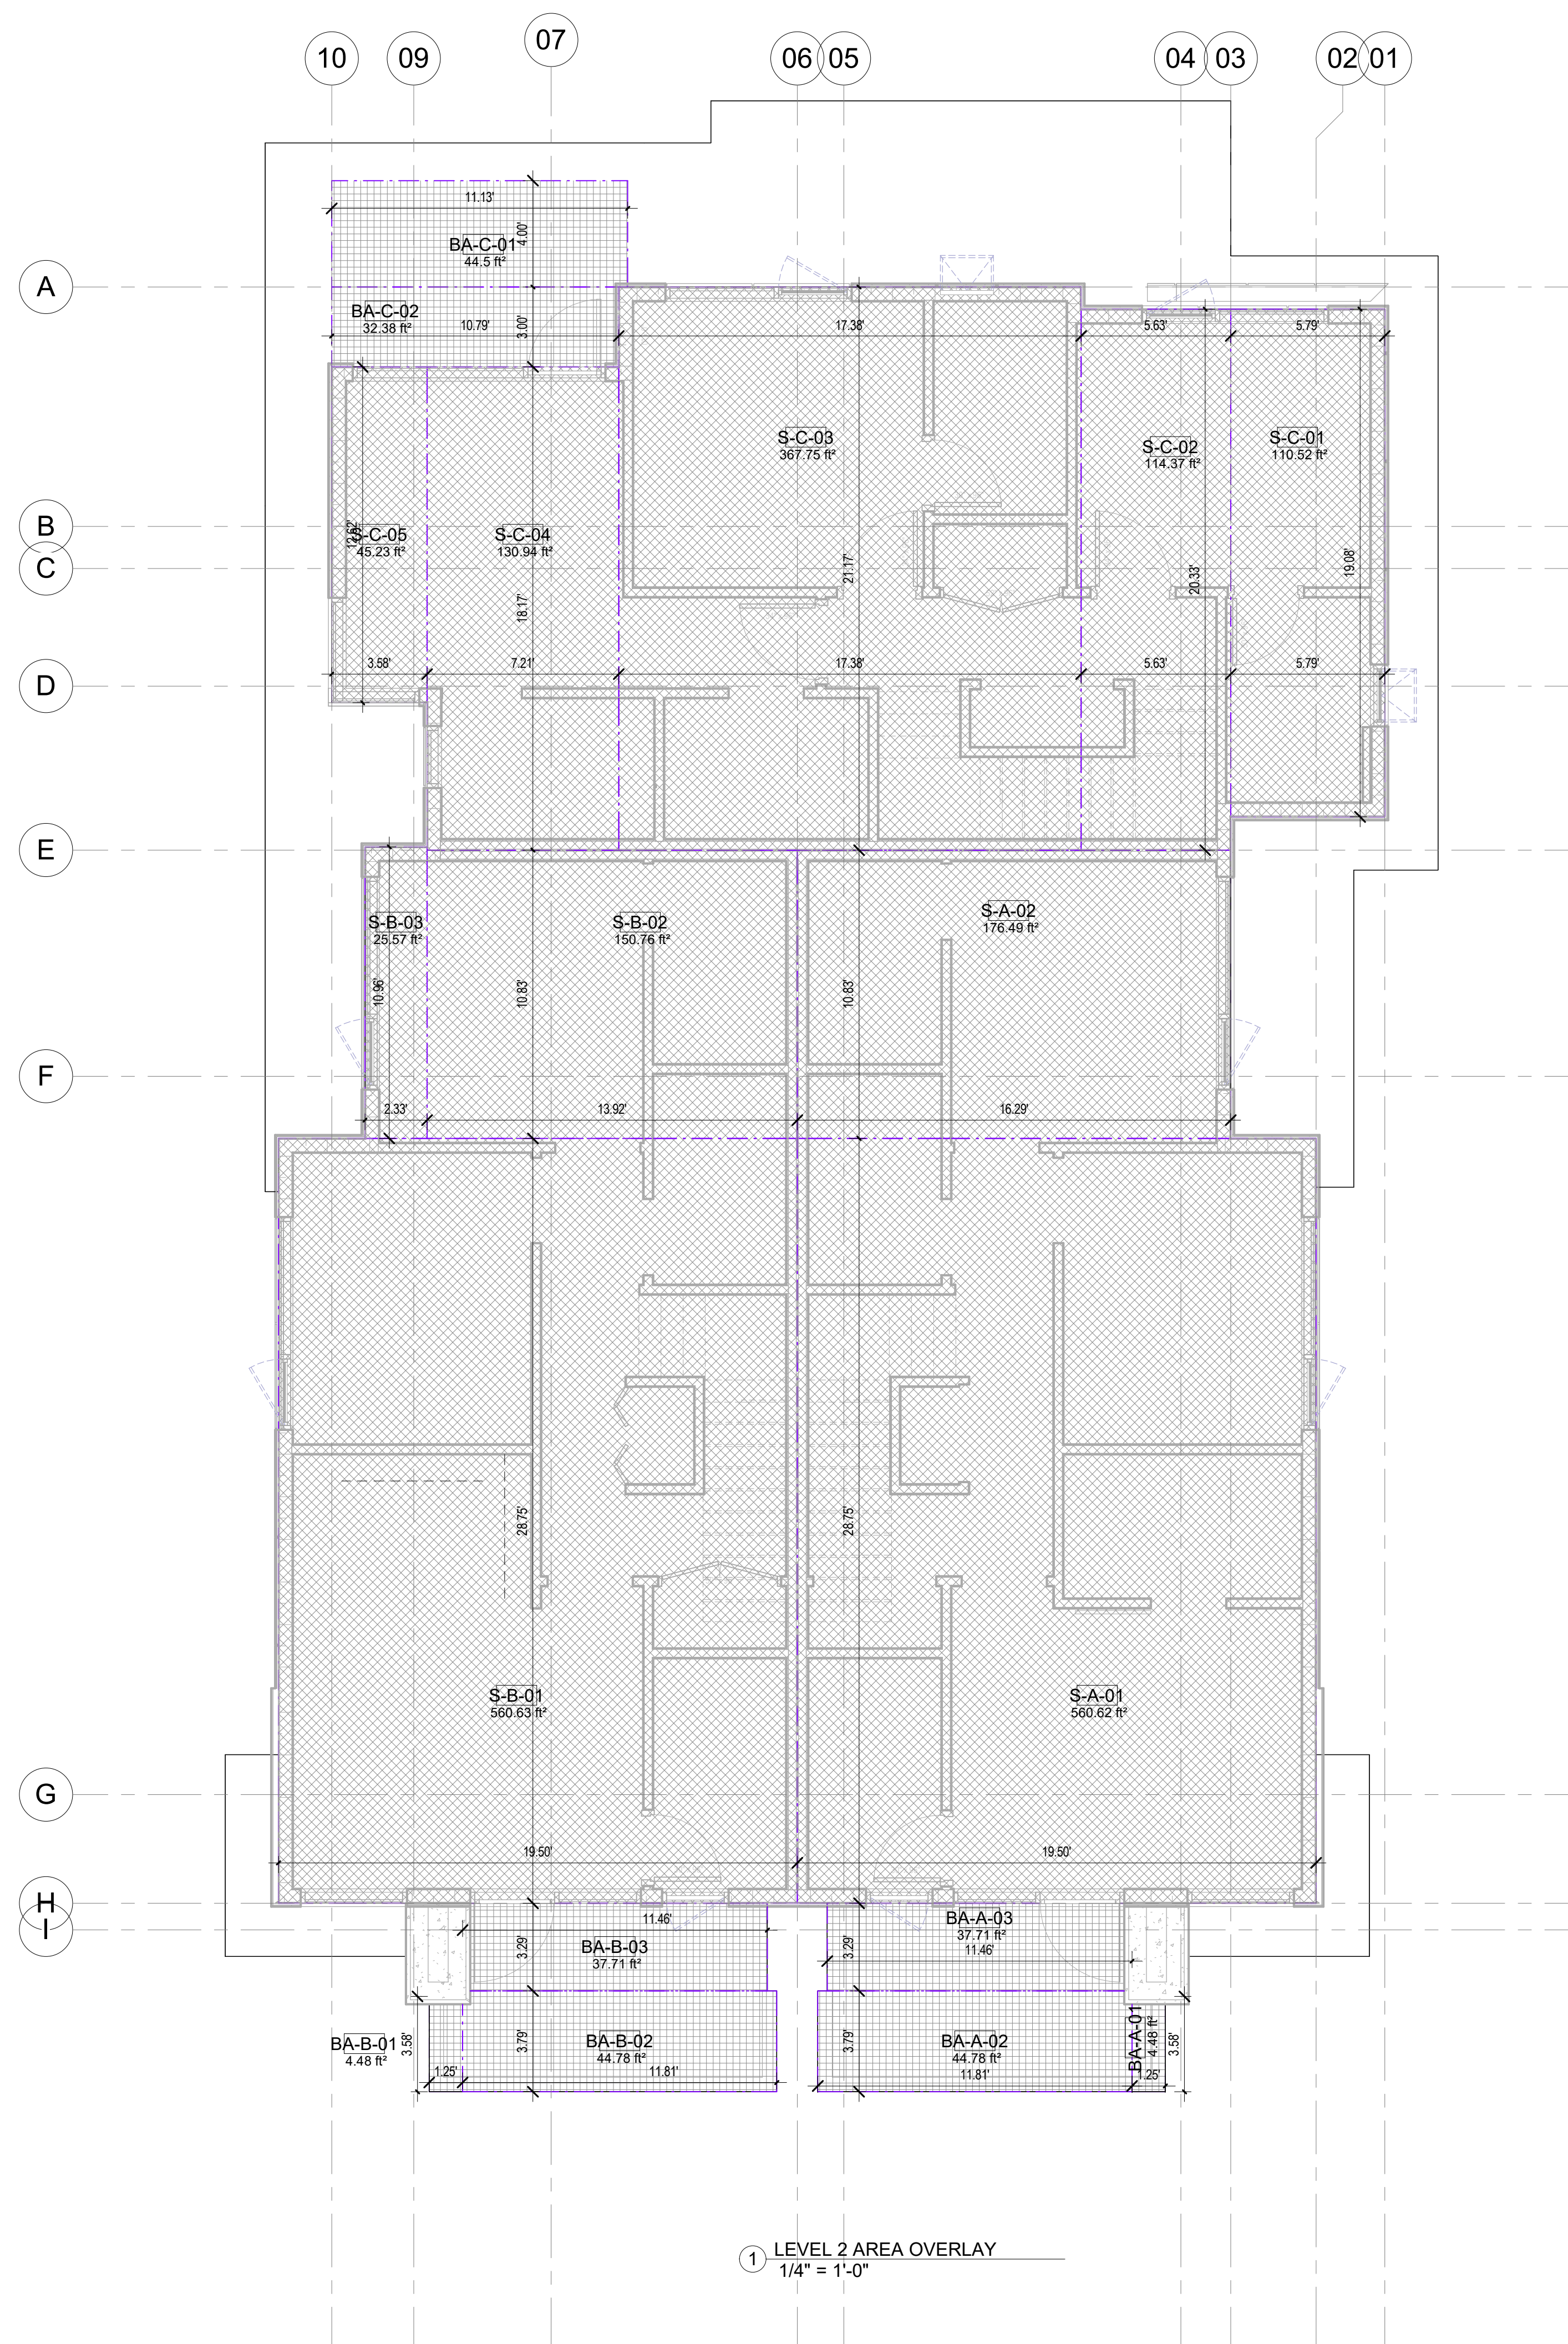 10
09
07
06
05
04
03
02
01
11.13'
4.00'
BA-C-01
44.5 ft²
A
BA-C-02
32.38 ft²
10.79'
3.00'
17.38'
5.63'
5.79'
S-C-03
367.75 ft²
S-C-02
114.37 ft²
S-C-01
110.52 ft²
B
S-C-05
45.23 ft²
12.62'
S-C-04
130.94 ft²
C
21.17'
20.33'
19.08'
18.17'
D
3.58'
7.21'
17.38'
5.63'
5.79'
E
S-B-03
25.57 ft²
S-B-02
150.76 ft²
S-A-02
176.49 ft²
10.96'
10.83'
10.83'
F
2.33'
13.92'
16.29'
28.75'
28.75'
S-B-01
560.63 ft²
S-A-01
560.62 ft²
G
19.50'
19.50'
H
I
11.46'
3.29'
BA-B-03
37.71 ft²
BA-A-03
37.71 ft²
11.46'
3.29'
BA-B-01
4.48 ft²
3.58'
3.79'
BA-B-02
44.78 ft²
1.25'
11.81'
3.79'
BA-A-02
44.78 ft²
11.81'
BA-A-01
4.48 ft²
1.25'
3.58'
1
LEVEL 2 AREA OVERLAY
1/4" = 1'-0"